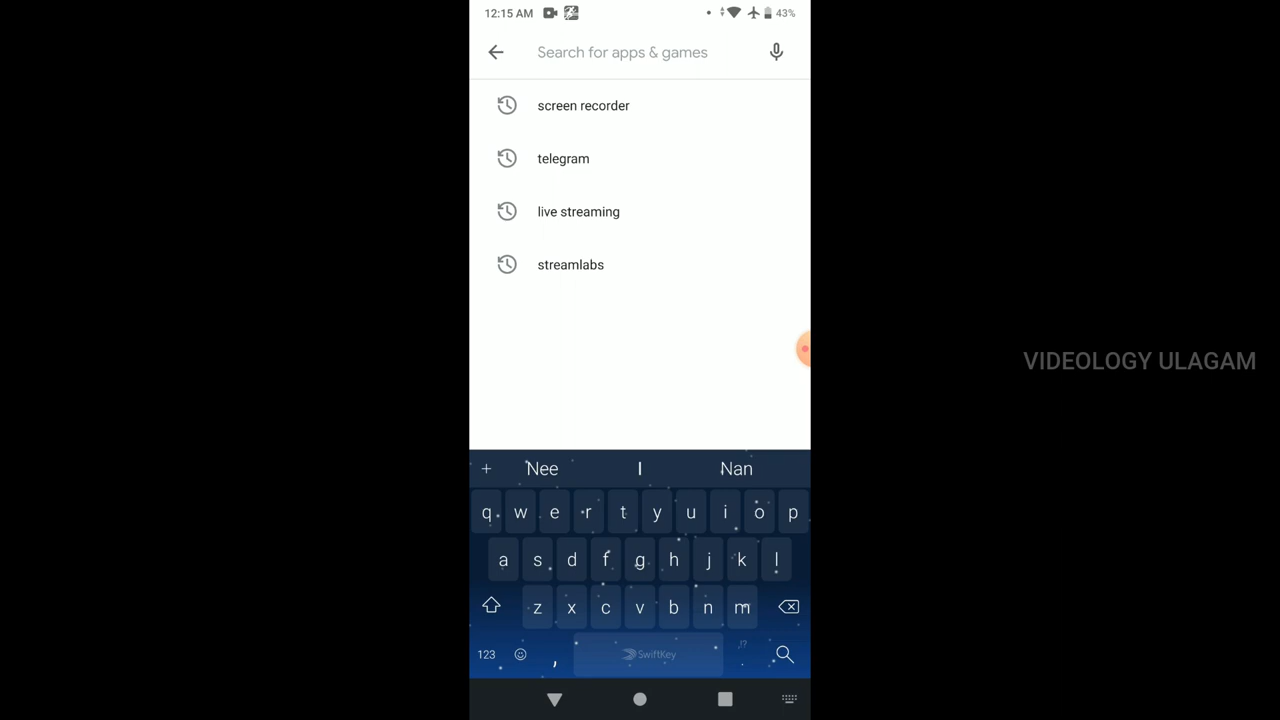 12:15 AM 43%
Search for apps & games
screen recorder
telegram
live streaming
streamlabs
VIDEOLOGY ULAGAM
+ Nee I Nan
q w e r t y u i o p
a s d f g h j k l
z x c v b n m
,!?
123 , SwiftKey .